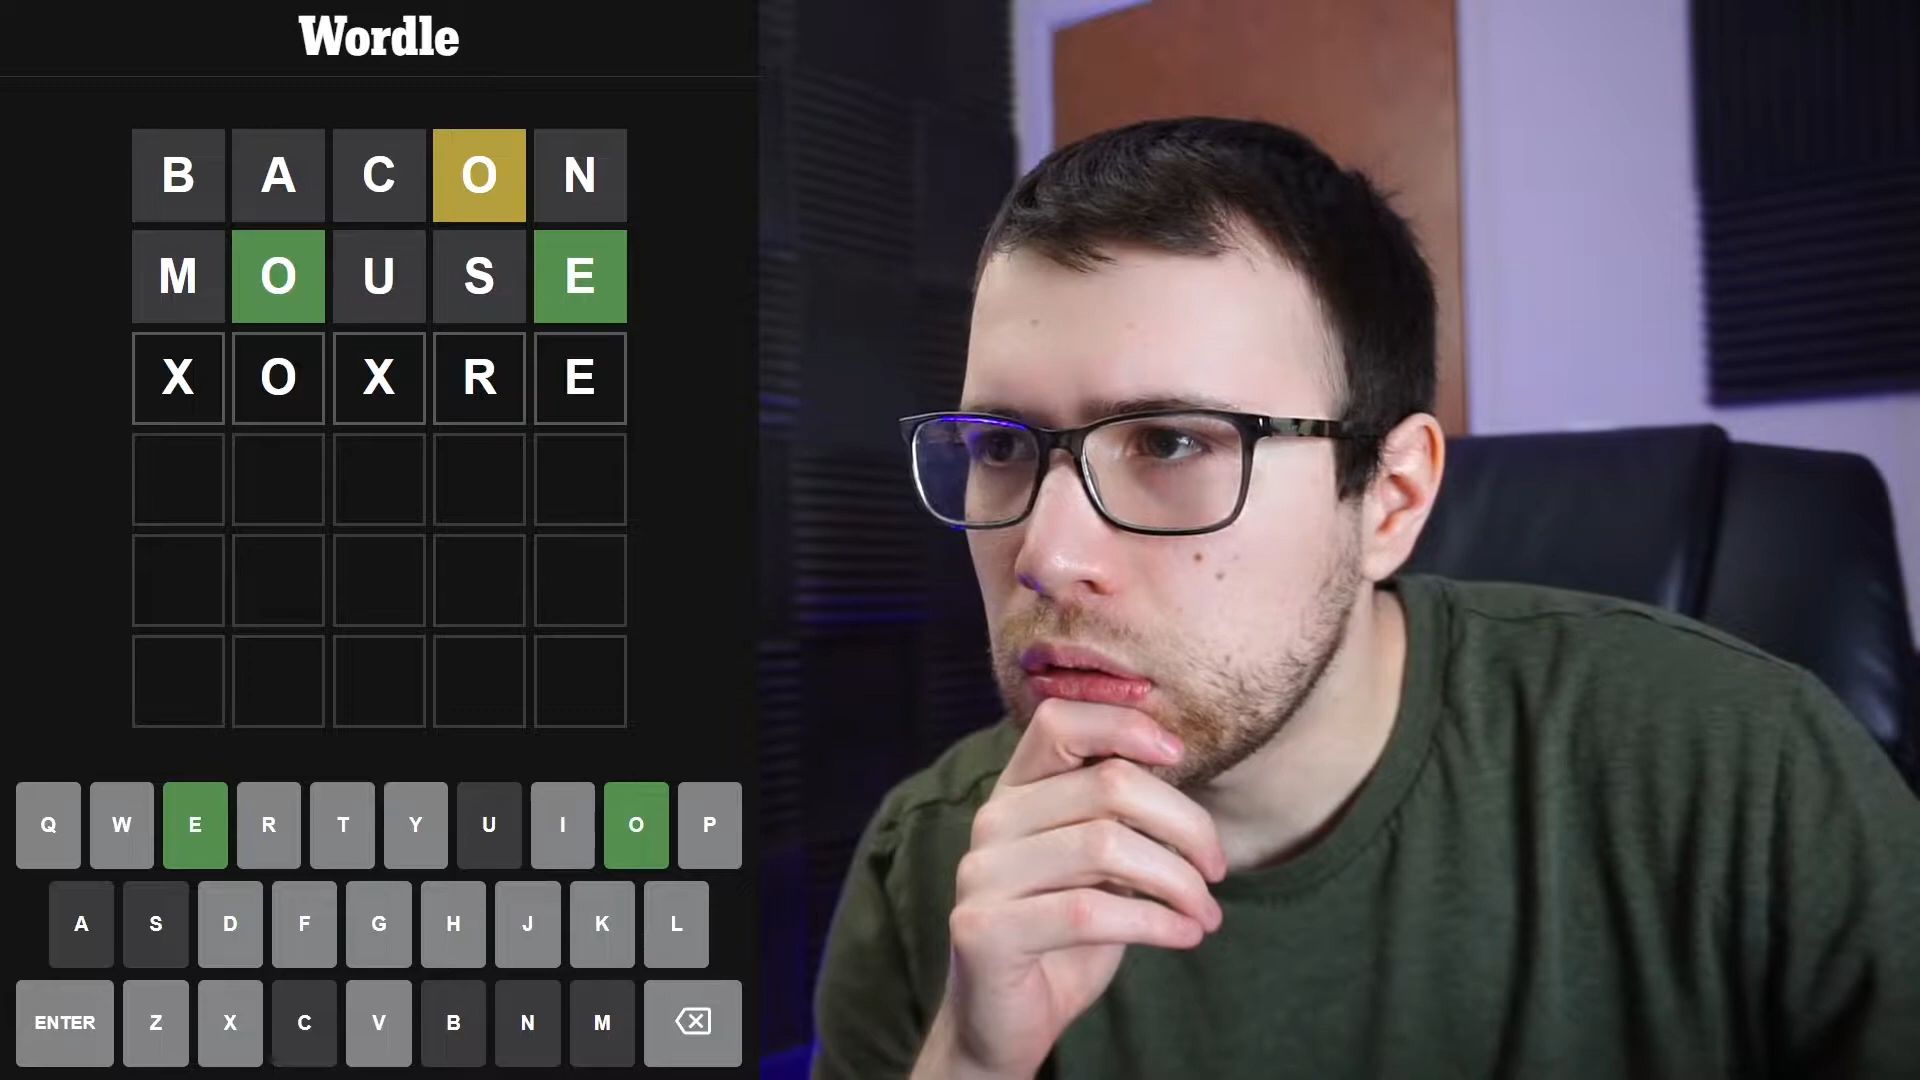 Wordle
B A C O N
M O U S E
X O X R E
Q W E R T Y U I O P
A S D F G H J K L
ENTER Z X C V B N M